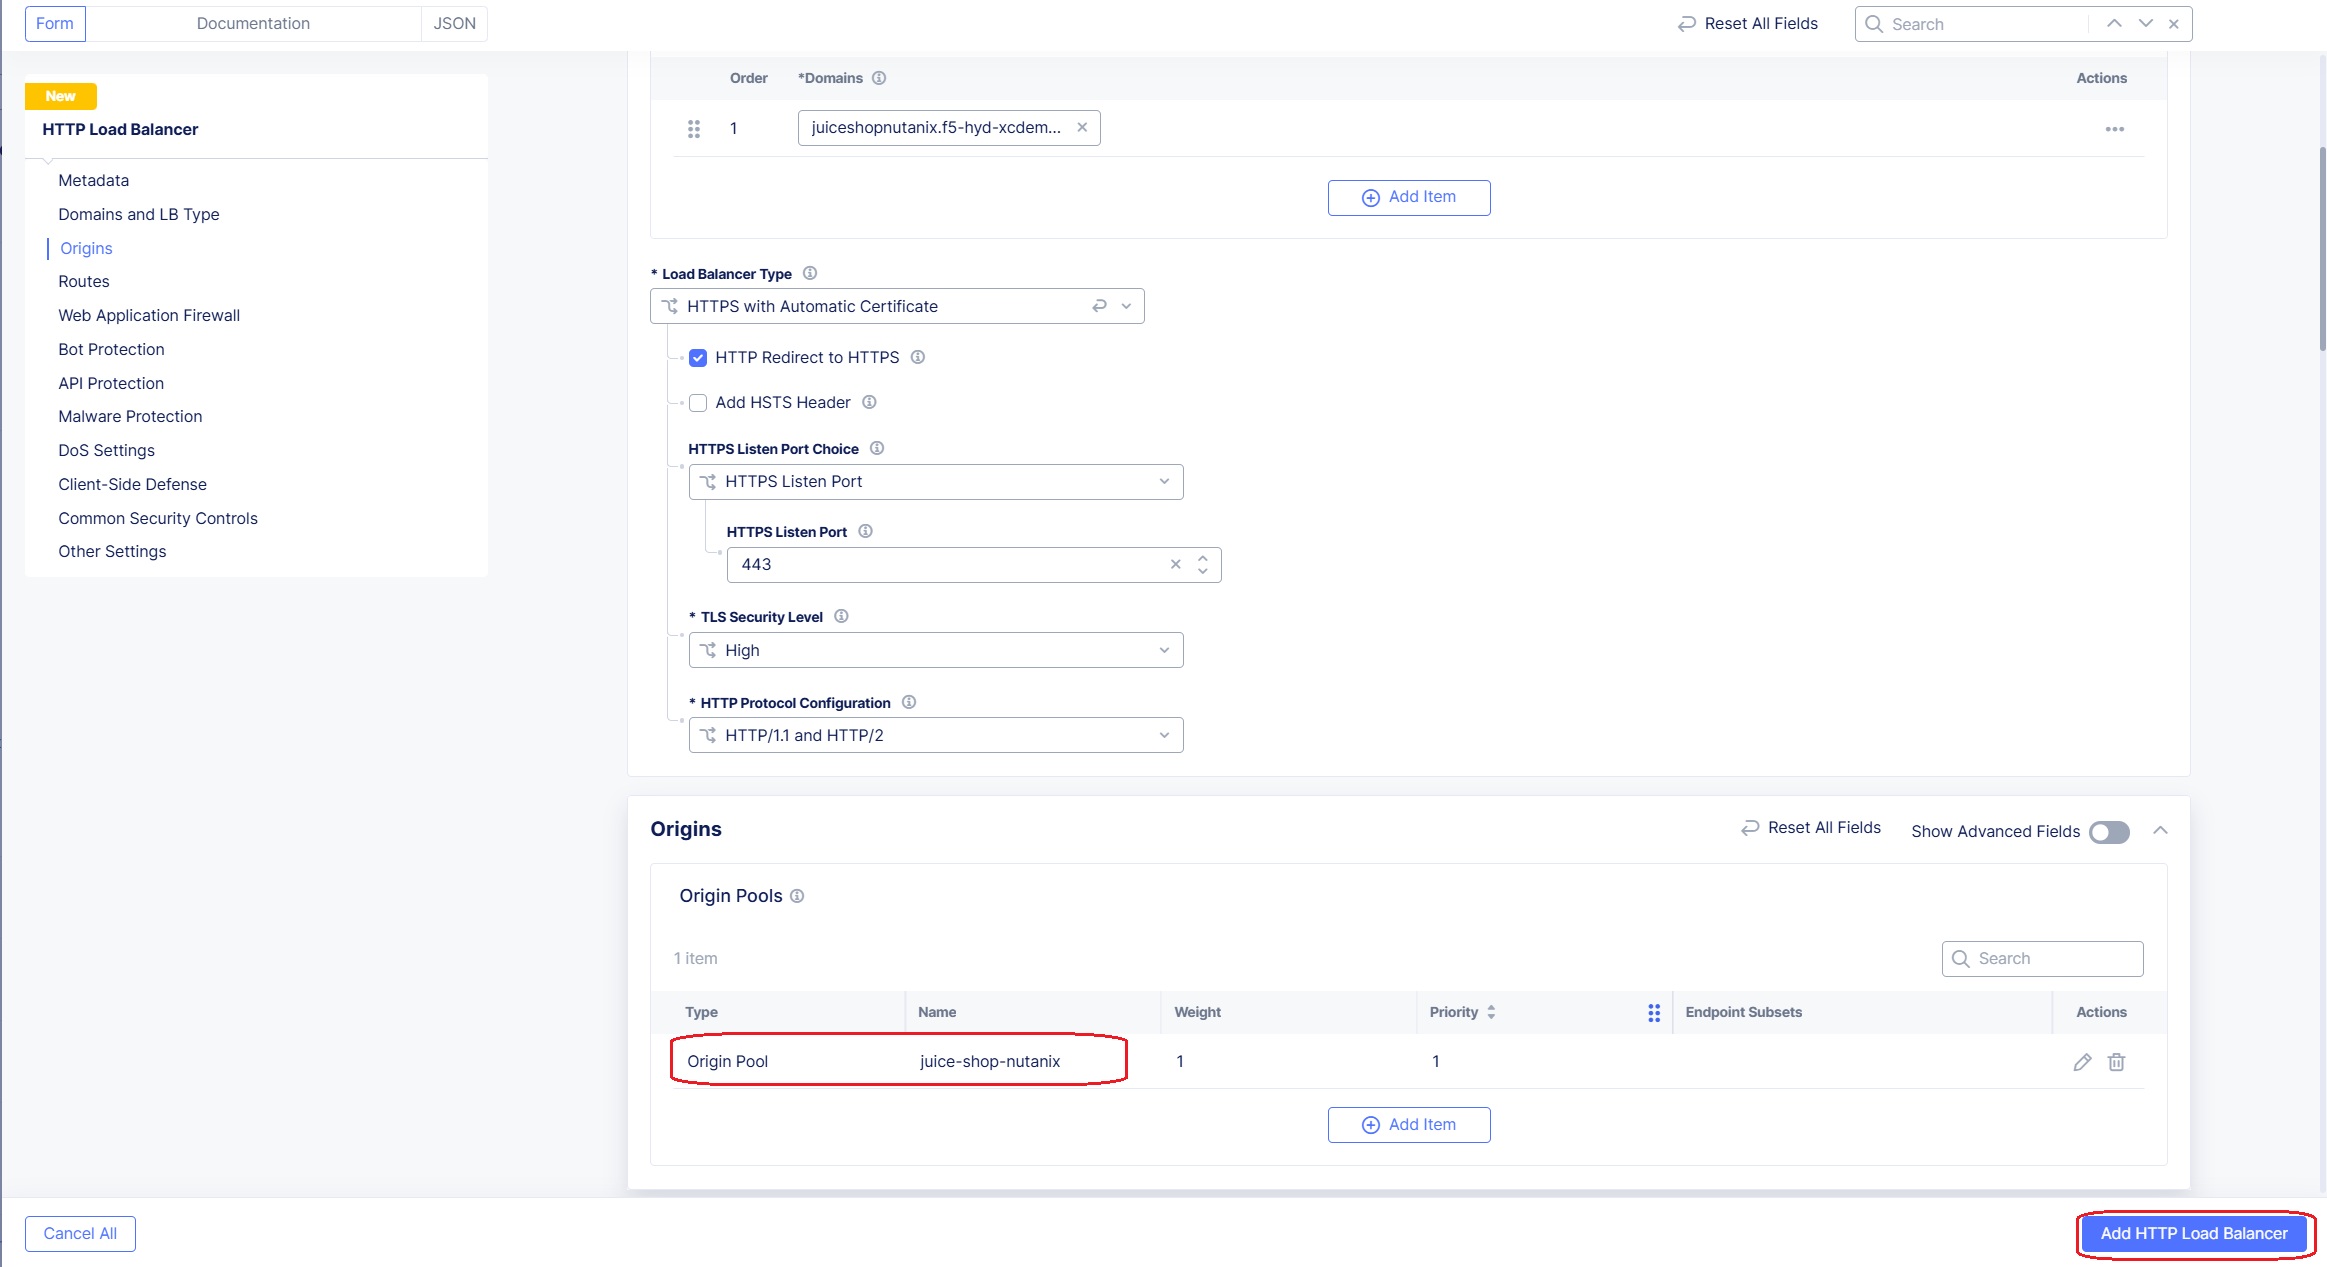 Form Documentation JSON Reset All Fields Search
New
HTTP Load Balancer
Metadata
Domains and LB Type
Origins
Routes
Web Application Firewall
Bot Protection
API Protection
Malware Protection
DoS Settings
Client-Side Defense
Common Security Controls
Other Settings
Order *Domains Actions
1 juiceshopnutanix.f5-hyd-xcdem...
Add Item
* Load Balancer Type
HTTPS with Automatic Certificate
HTTP Redirect to HTTPS
Add HSTS Header
HTTPS Listen Port Choice
HTTPS Listen Port
HTTPS Listen Port
443
* TLS Security Level
High
* HTTP Protocol Configuration
HTTP/1.1 and HTTP/2
Origins Reset All Fields Show Advanced Fields
Origin Pools
1 item Search
Type Name Weight Priority Endpoint Subsets Actions
Origin Pool juice-shop-nutanix 1 1
Add Item
Cancel All Add HTTP Load Balancer